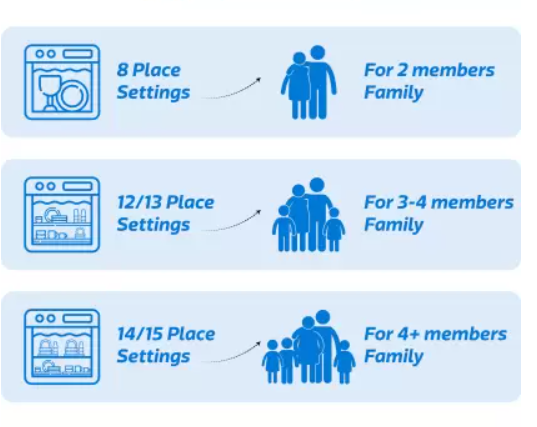 8 Place
Settings
For 2 members
Family
12/13 Place
Settings
For 3-4 members
Family
14/15 Place
Settings
For 4+ members
Family